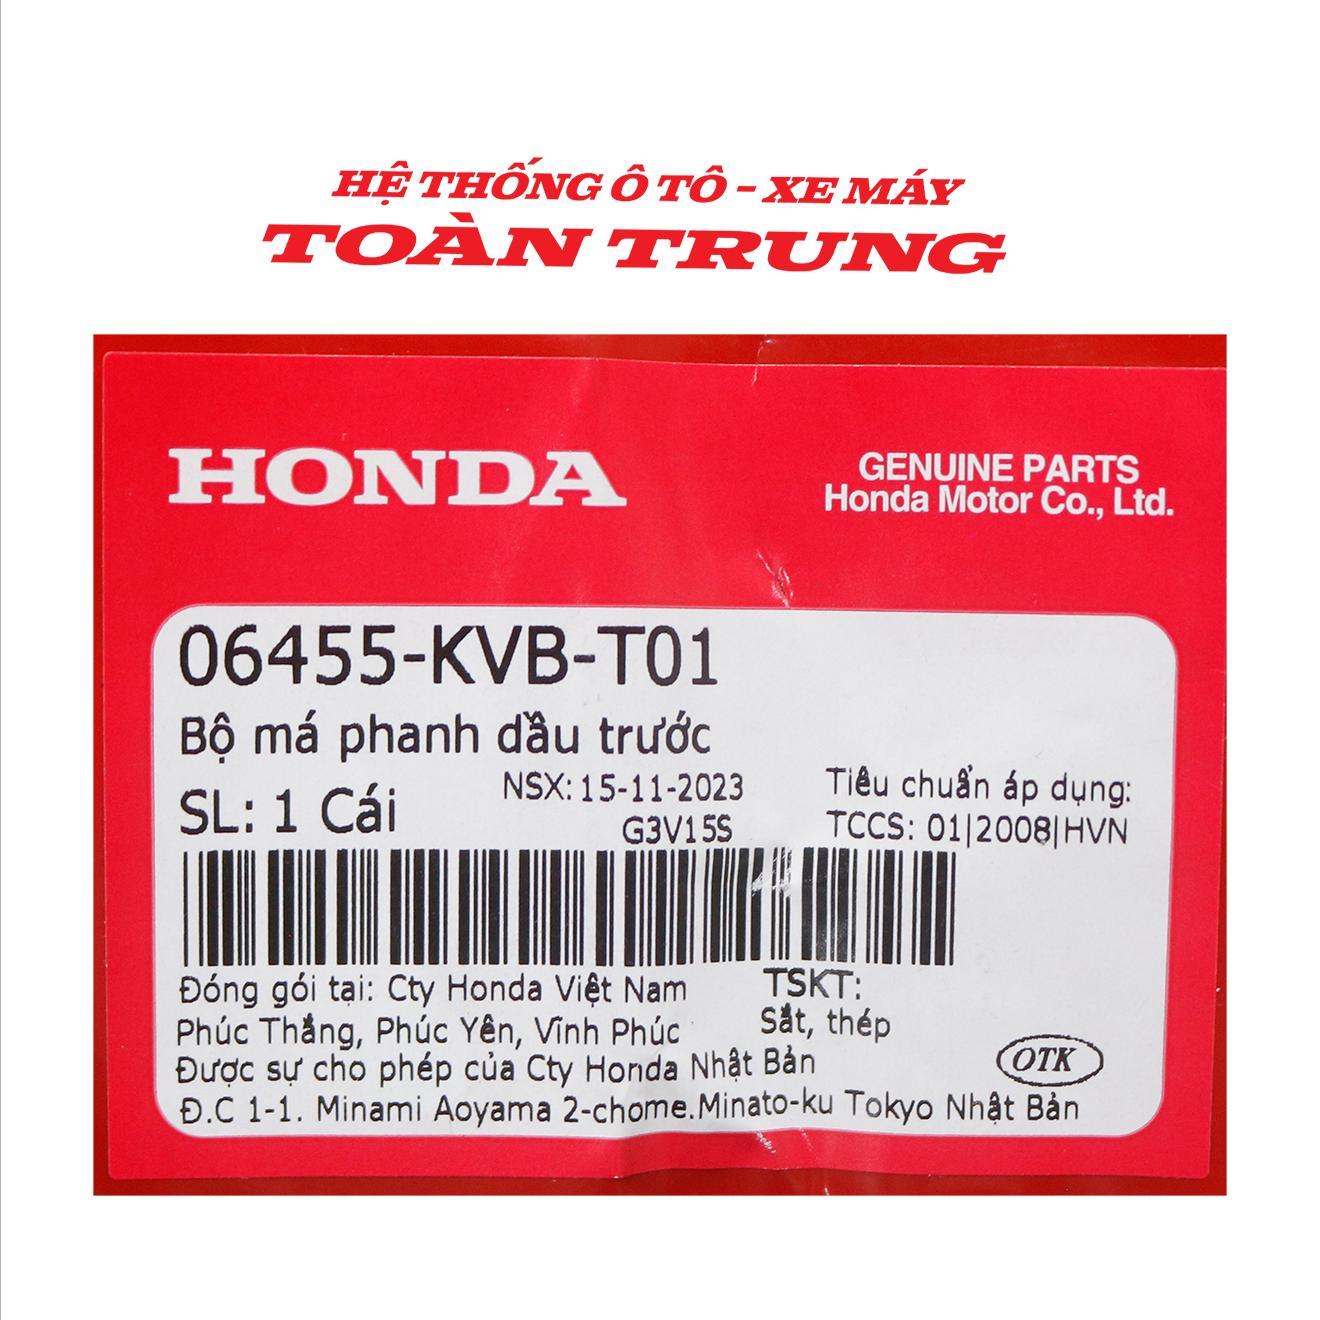 HỆ THỐNG Ô TÔ - XE MÁY
TOÀN TRUNG
HONDA
GENUINE PARTS
Honda Motor Co., Ltd.
06455-KVB-T01
Bộ má phanh dầu trước
SL: 1 Cái
NSX: 15-11-2023
G3V15S
Tiêu chuẩn áp dụng:
TCCS: 01|2008|HVN
Đóng gói tại: Cty Honda Việt Nam
Phúc Thắng, Phúc Yên, Vĩnh Phúc
TSKT:
Sắt, thép
Được sự cho phép của Cty Honda Nhật Bản
Đ.C 1-1. Minami Aoyama 2-chome.Minato-ku Tokyo Nhật Bản
OTK